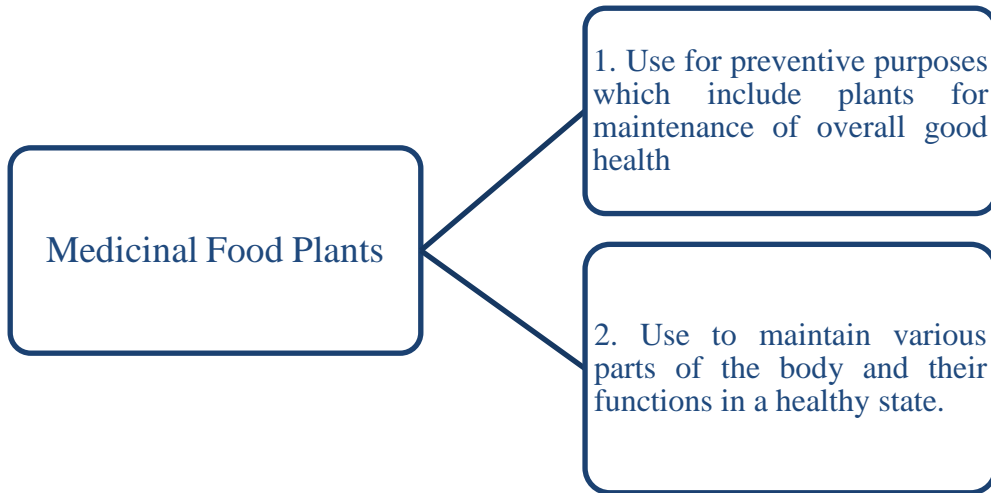 Medicinal Food Plants
1. Use for preventive purposes
which include plants for
maintenance of overall good
health
2. Use to maintain various
parts of the body and their
functions in a healthy state.